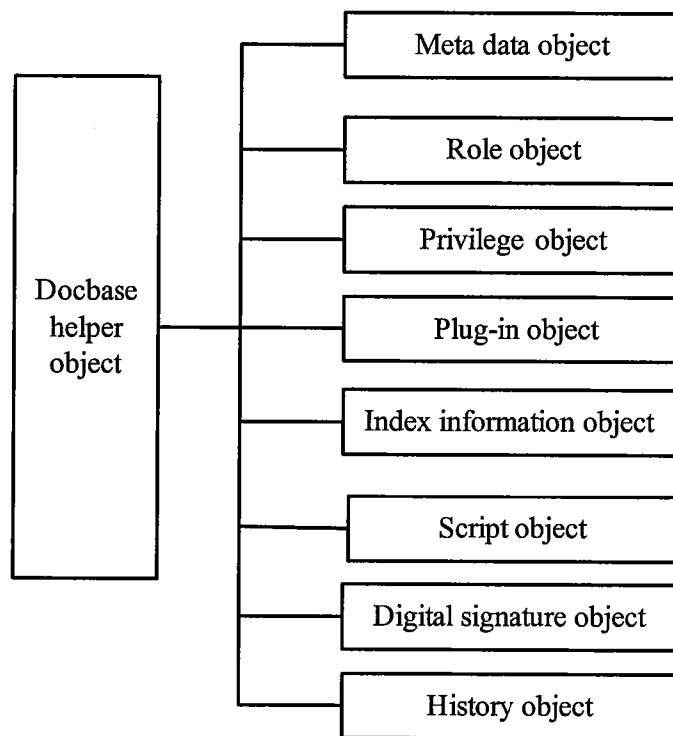 Meta data object
Role object
Privilege object
Docbase
helper
object
Plug-in object
Index information object
Script object
Digital signature object
History object